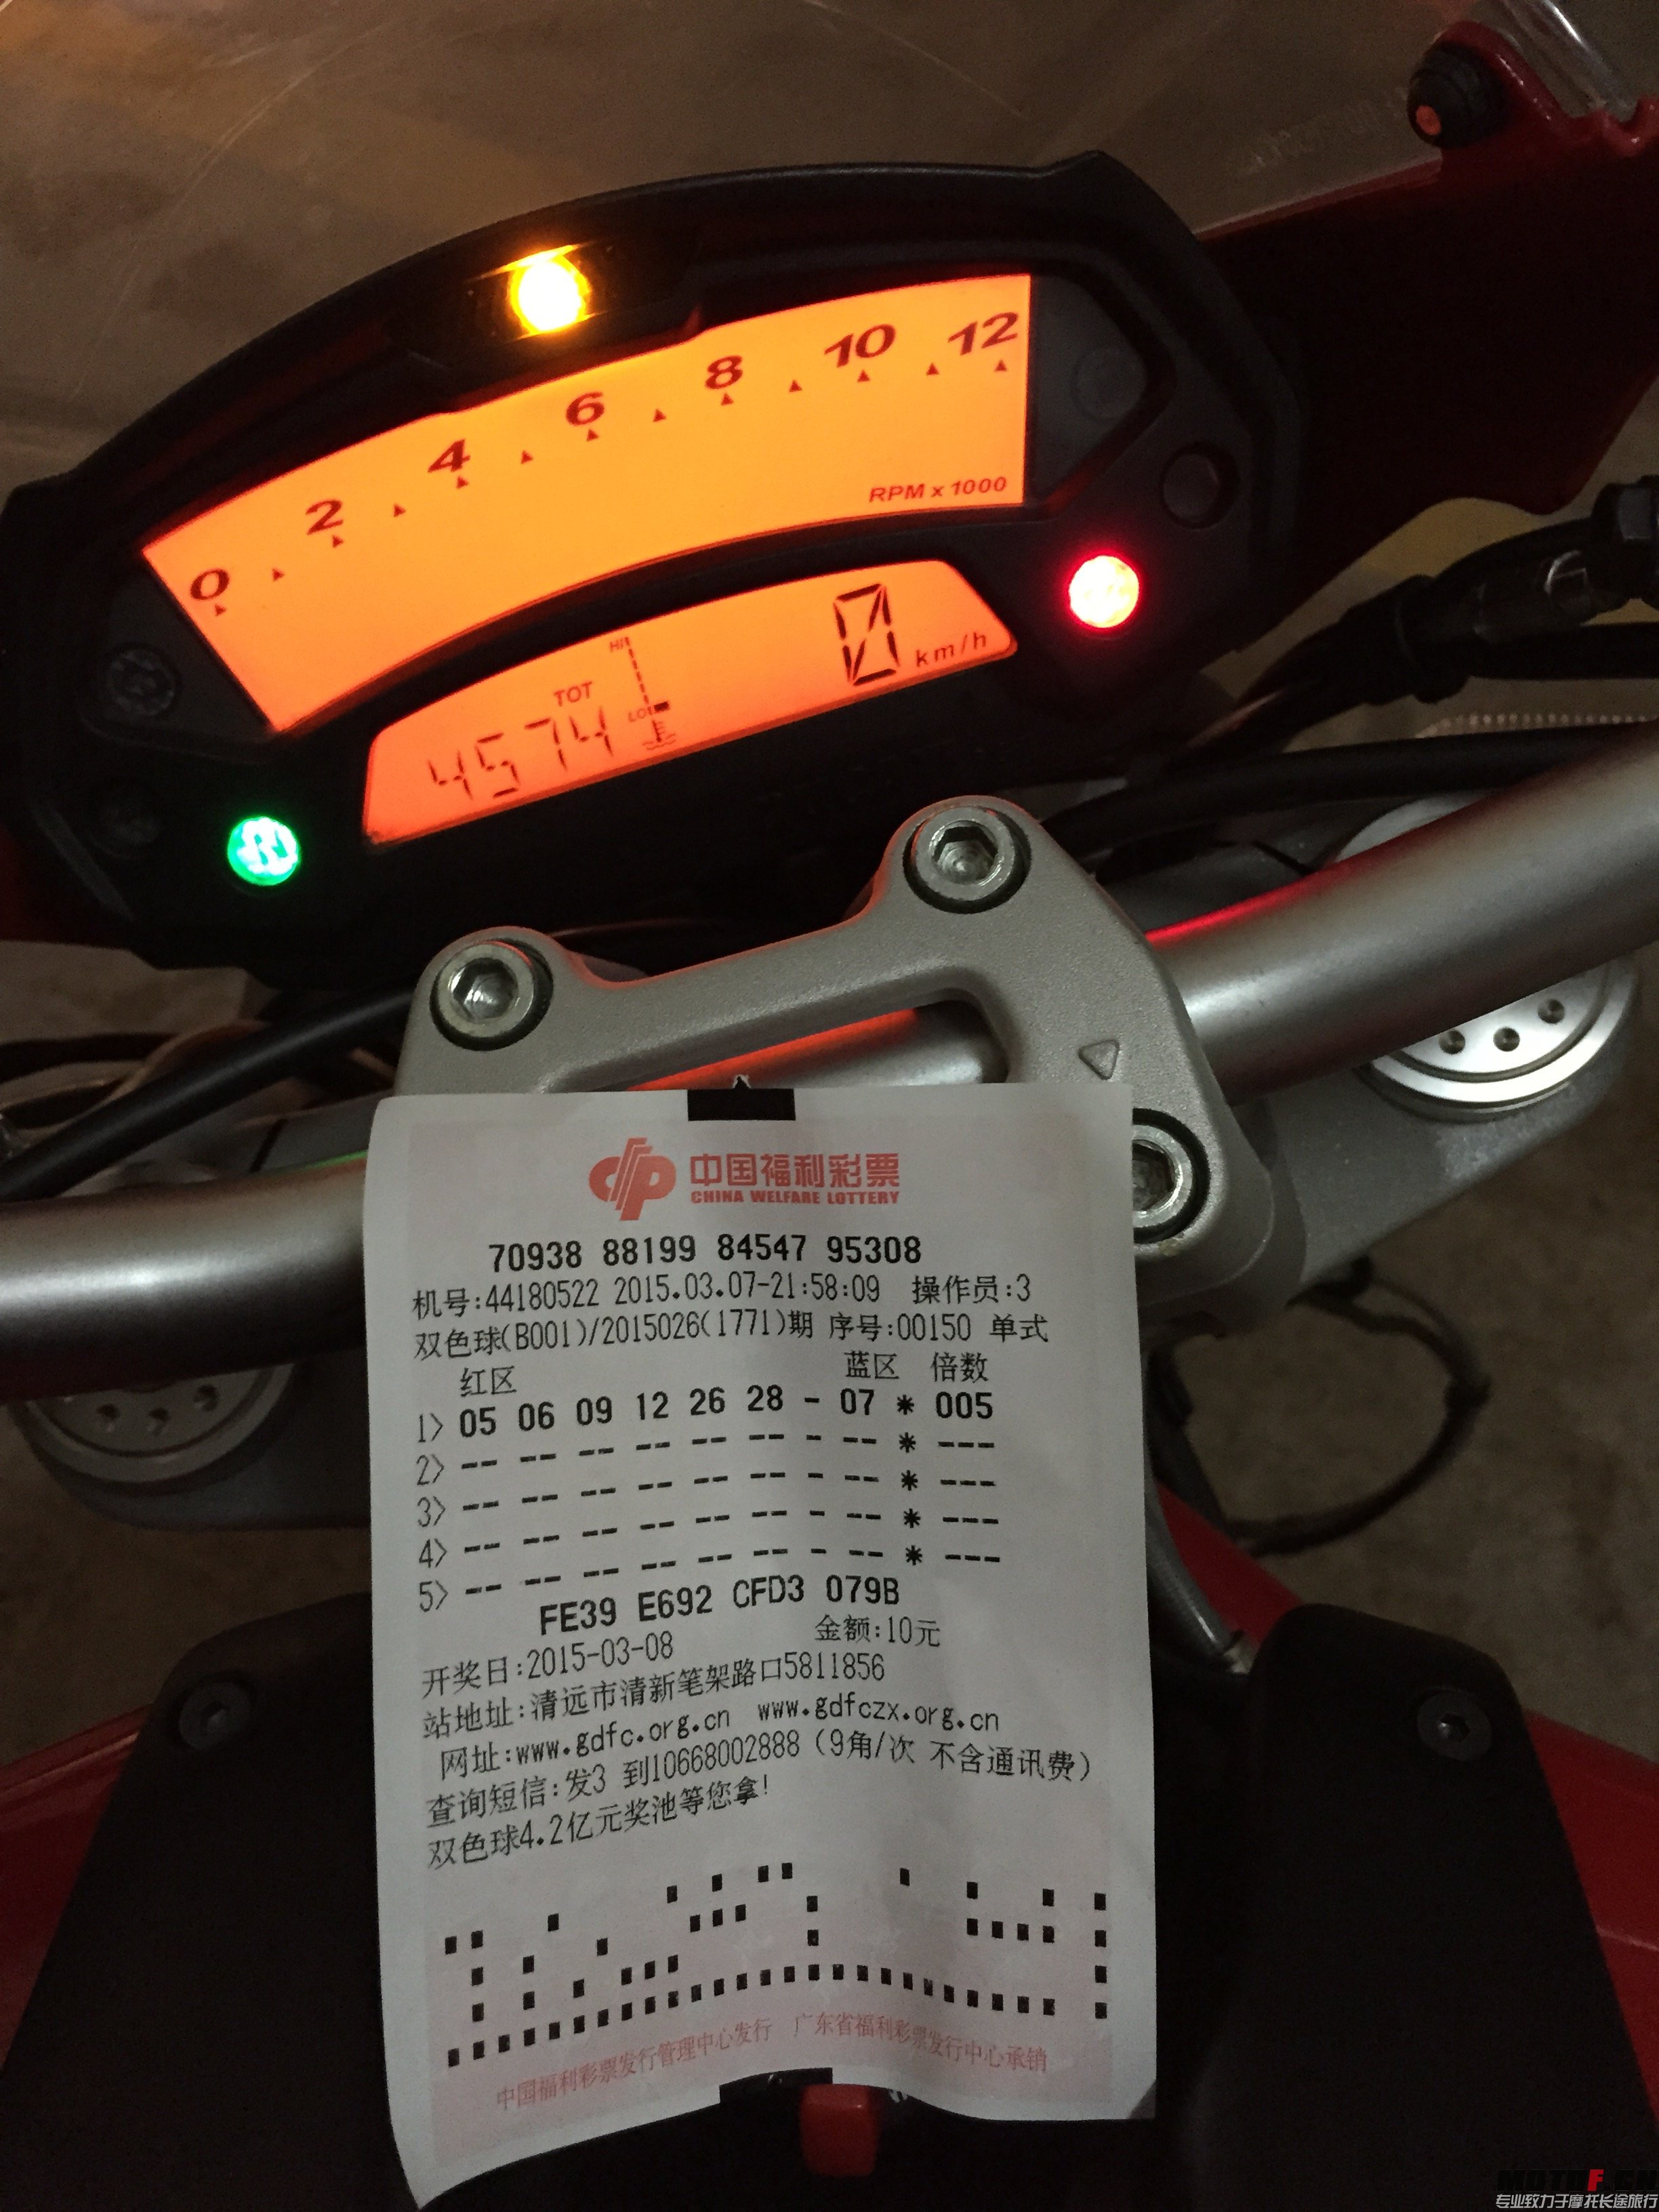 0 2 4 6 8 10 12
RPM x 1000
HI
TOT
LO
4574
0 km/h
中国福利彩票
CHINA WELFARE LOTTERY
70938 88199 84547 95308
机号:44180522 2015.03.07-21:58:09 操作员:3
双色球(B001)/2015026(1771)期 序号:00150 单式
红区 蓝区 倍数
1> 05 06 09 12 26 28 - 07 * 005
2> -- -- -- -- -- -- - -- * ---
3> -- -- -- -- -- -- - -- * ---
4> -- -- -- -- -- -- - -- * ---
5> -- -- -- -- -- -- - -- * ---
FE39 E692 CFD3 079B
开奖日:2015-03-08 金额:10元
站地址:清远市清新笔架路口5811856
网址:www.gdfc.org.cn www.gdfczx.org.cn
查询短信:发3 到10668002888(9角/次 不含通讯费)
双色球4.2亿元奖池等您拿!
中国福利彩票发行管理中心发行 广东省福利彩票发行中心承销
MOTOF.CN
专业致力于摩托长途旅行